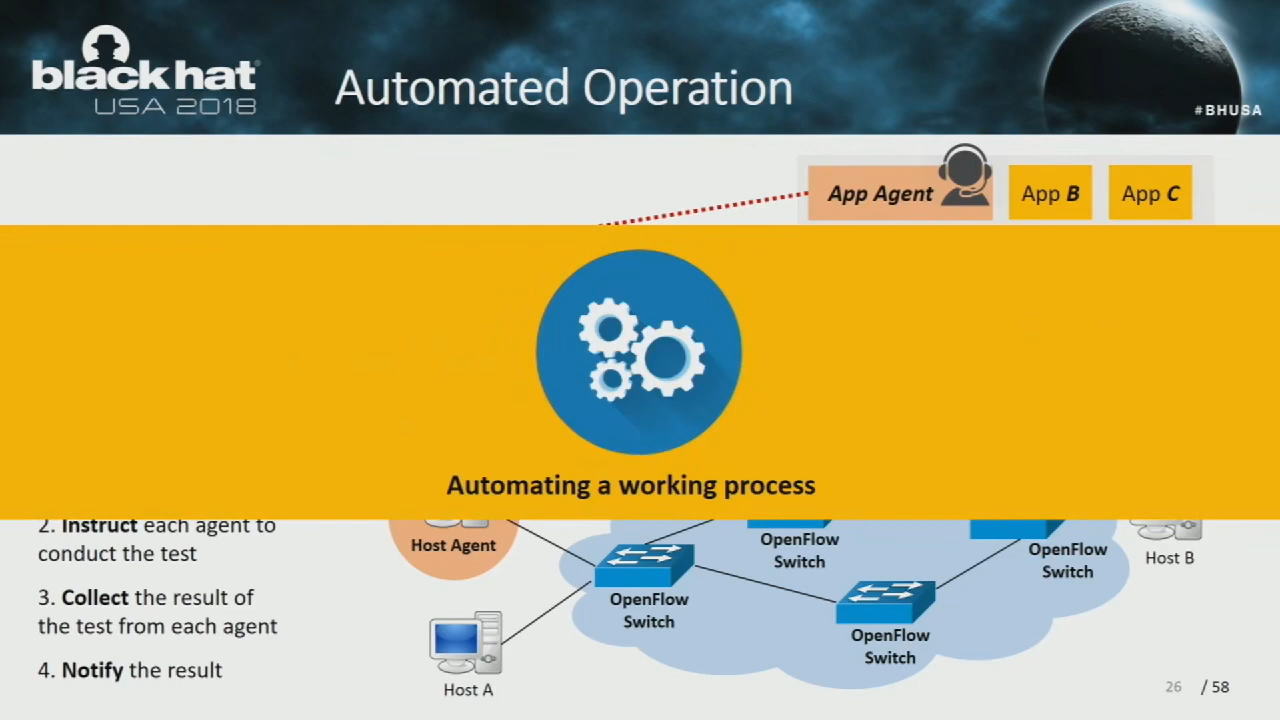 black hat
USA 2018
Automated Operation
#BHUSA
App Agent
App B
App C
Automating a working process
2. Instruct each agent to
conduct the test
3. Collect the result of
the test from each agent
4. Notify the result
Host Agent
OpenFlow
Switch
Host A
OpenFlow
Switch
OpenFlow
Switch
OpenFlow
Switch
Host B
26 / 58